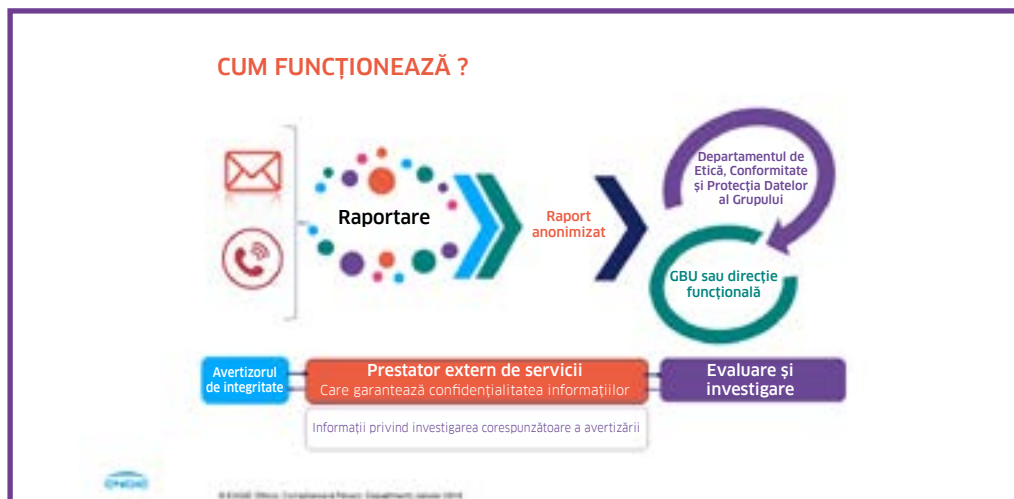 CUM FUNCȚIONEAZĂ ?
Raportare
Raport
anonimizat
Departamentul de
Etică, Conformitate
și Protecția Datelor
al Grupului
GBU sau direcție
funcțională
Avertizorul
de integritate
Prestator extern de servicii
Care garantează confidențialitatea informațiilor
Evaluare și
investigare
Informații privind investigarea corespunzătoare a avertizării
ENGIE